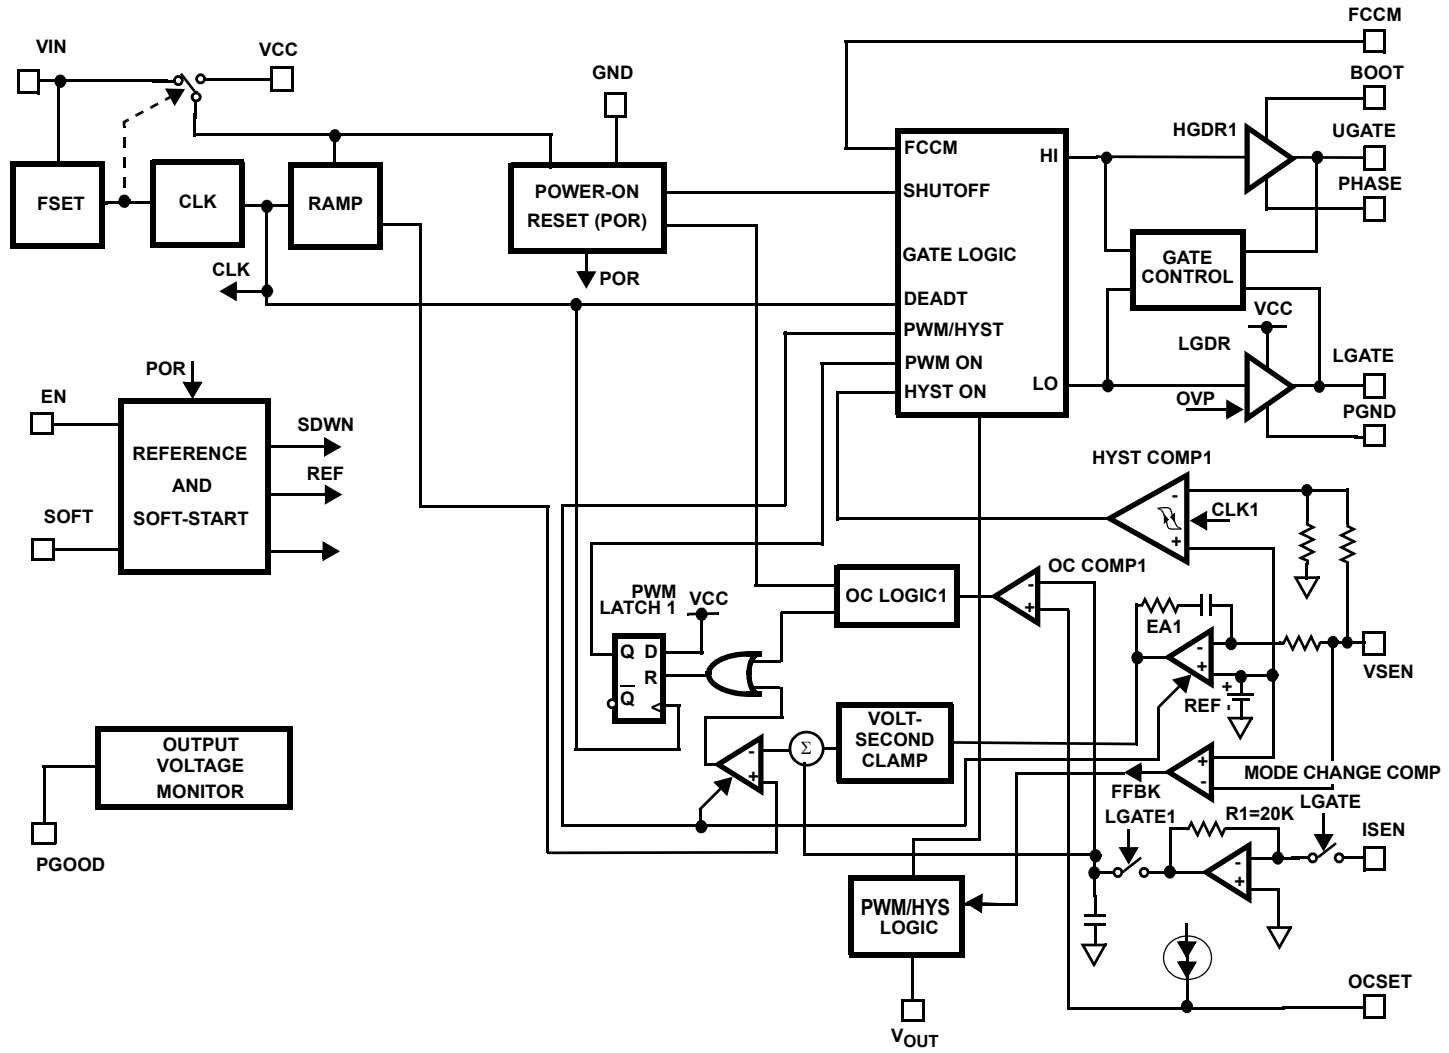 FCCM
VIN
VCC
GND
BOOT
HGDR1
UGATE
FCCM
HI
PHASE
FSET
CLK
RAMP
POWER-ON
RESET (POR)
SHUTOFF
GATE LOGIC
GATE
CONTROL
CLK
POR
DEADT
VCC
PWM/HYST
LGDR
LGATE
POR
PWM ON
HYST ON
LO
EN
OVP
PGND
SDWN
REFERENCE
AND
SOFT-START
REF
HYST COMP1
-
CLK1
+
SOFT
OC COMP1
-
+
OC LOGIC1
PWM
LATCH 1
VCC
EA1
Q D
R
Q
-
+
VSEN
+
REF
-
VOLT-
SECOND
CLAMP
Σ
-
+
OUTPUT
VOLTAGE
MONITOR
+
-
MODE CHANGE COMP
FFBK
LGATE1
R1=20K
LGATE
ISEN
-
+
PGOOD
PWM/HYS
LOGIC
OCSET
VOUT